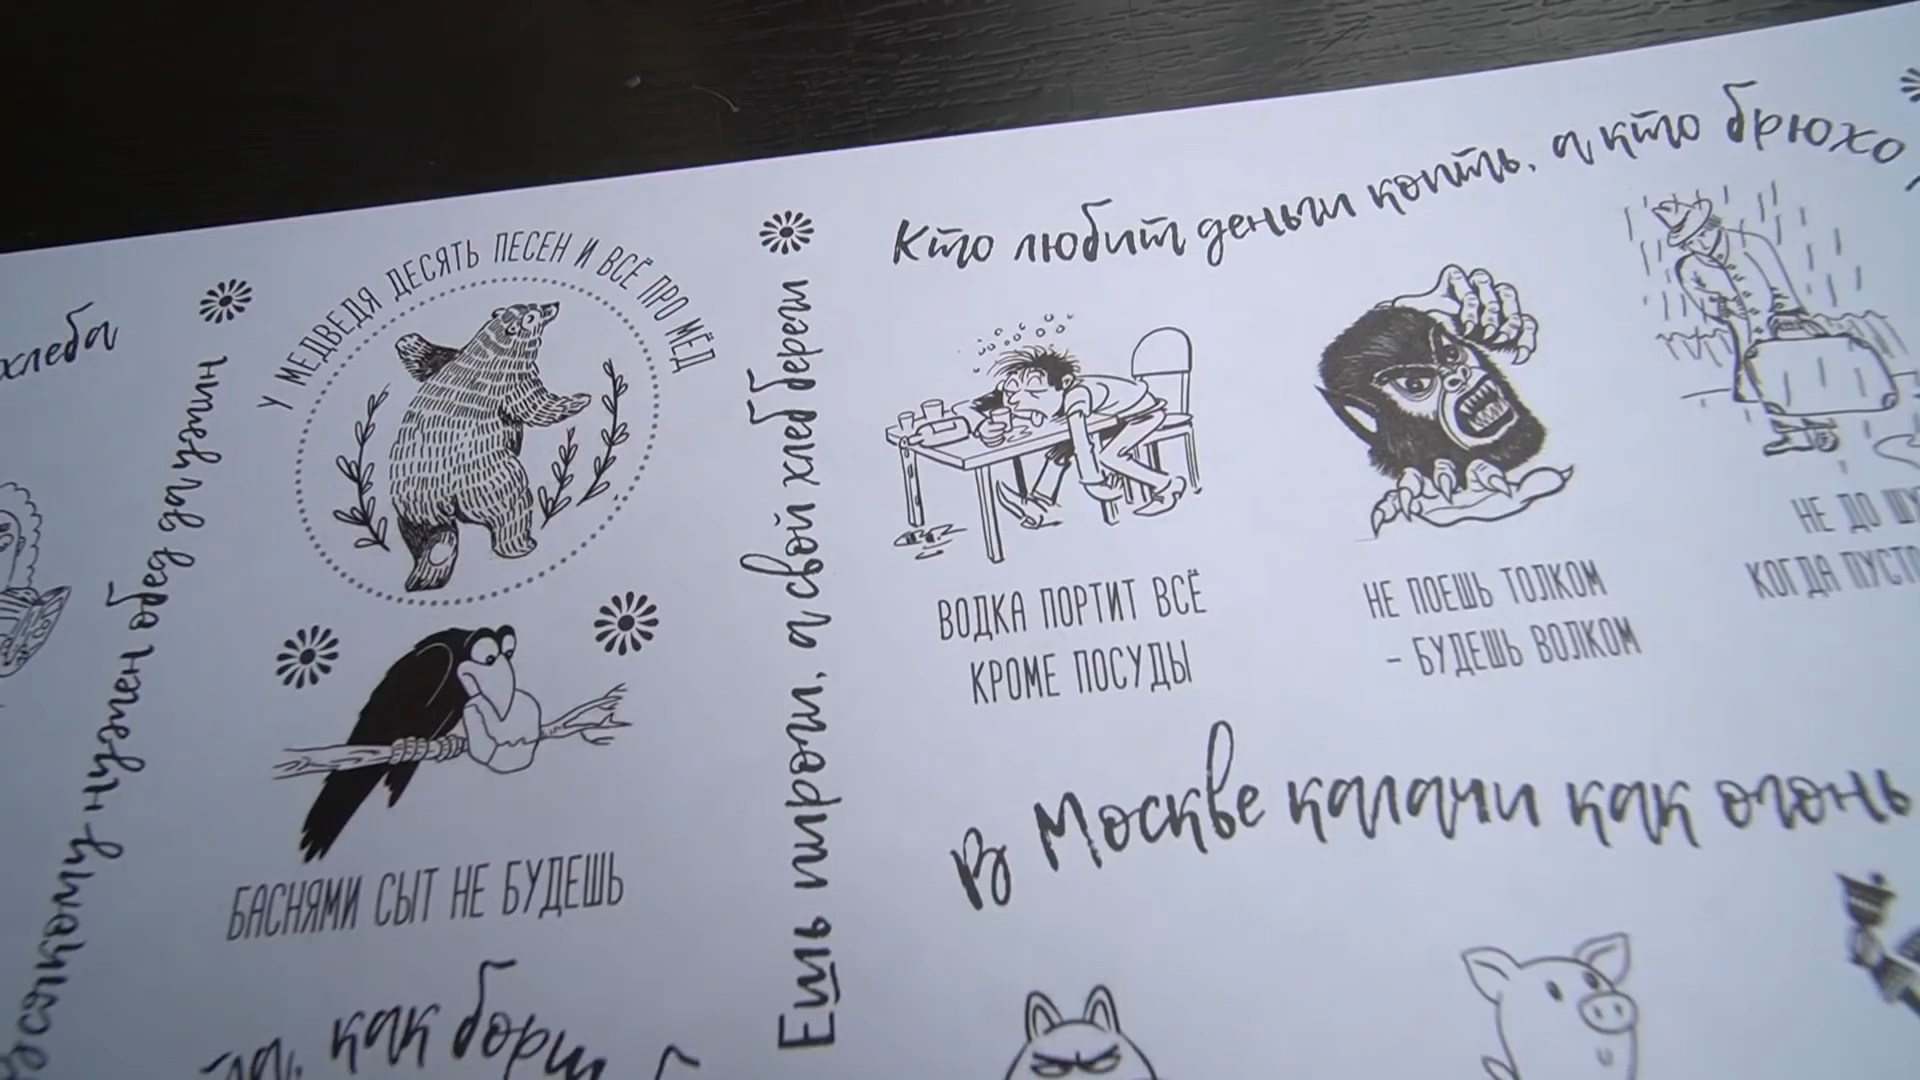 хлеба
нужен обед да ужин
У МЕДВЕДЯ ДЕСЯТЬ ПЕСЕН И ВСЁ ПРО МЁД
БАСНЯМИ СЫТ НЕ БУДЕШЬ
как борщ
Ешь пироги, а свой хлеб береги
Кто любит деньги копить, а кто брюхо
ВОДКА ПОРТИТ ВСЁ
КРОМЕ ПОСУДЫ
НЕ ПОЕШЬ ТОЛКОМ
– БУДЕШЬ ВОЛКОМ
НЕ ДО
КОГДА
В Москве калачи как огонь